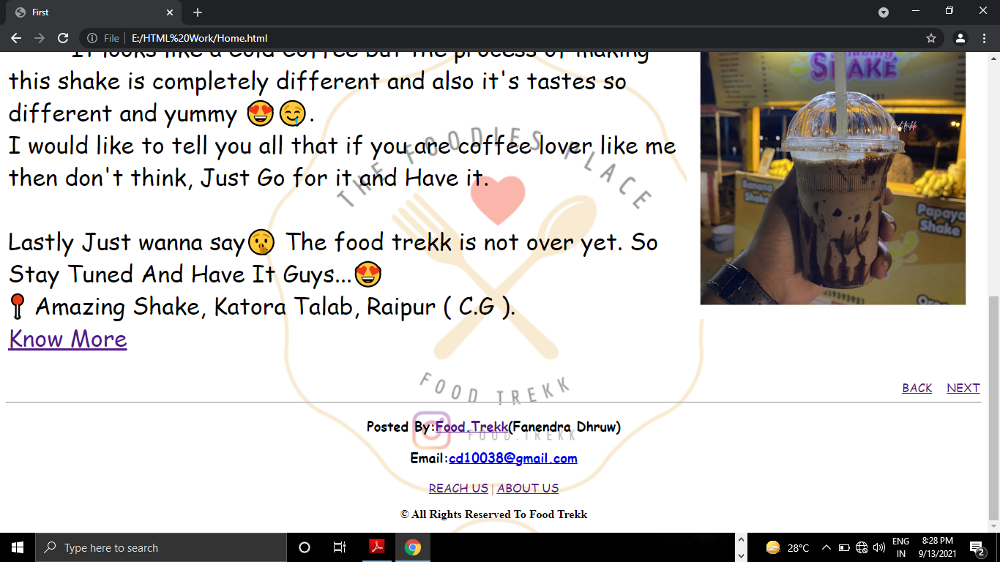 First
File
E:/HTML%20Work/Home.html
It looks like a cold coffee but the process of making
this shake is completely different and also it's tastes so
different and yummy 😍🤤.
I would like to tell you all that if you are coffee lover like me
then don't think, Just Go for it and Have it.
Lastly Just wanna say🤫 The food trekk is not over yet. So
Stay Tuned And Have It Guys...😍
📍 Amazing Shake, Katora Talab, Raipur ( C.G ).
Know More
SHAKE
food trekk
Banana
Shake
Papaya
Shake
THE FOODIES PLACE
FOOD TREKK
FOOD.TREKK
BACK NEXT
Posted By:Food.Trekk(Fanendra Dhruw)
Email:cd10038@gmail.com
REACH US | ABOUT US
© All Rights Reserved To Food Trekk
Type here to search
28°C
ENG
IN
8:28 PM
9/13/2021
2